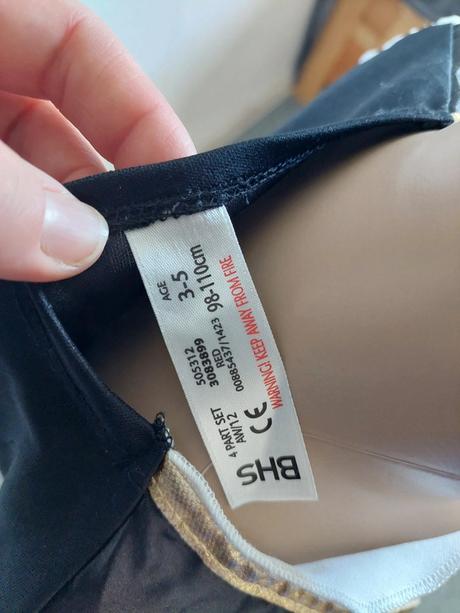 BHS
4 PART SET
AW/12
CE
505312
3083899
RED
00885437/1423
AGE
3-5
98-110cm
WARNING! KEEP AWAY FROM FIRE